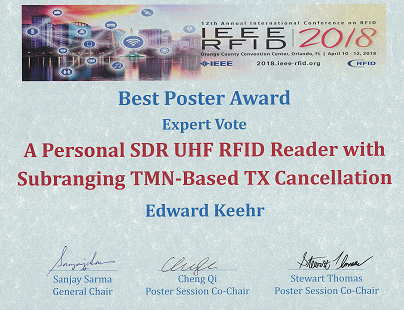 12th Annual International Conference on RFID
IEEE
RFID 2018
Orange County Convention Center, Orlando, FL | April 10 - 12, 2018
IEEE 2018.ieee-rfid.org RFID
Best Poster Award
Expert Vote
A Personal SDR UHF RFID Reader with
Subranging TMN-Based TX Cancellation
Edward Keehr
Sanjay Sarma Cheng Qi Stewart Thomas
General Chair Poster Session Co-Chair Poster Session Co-Chair